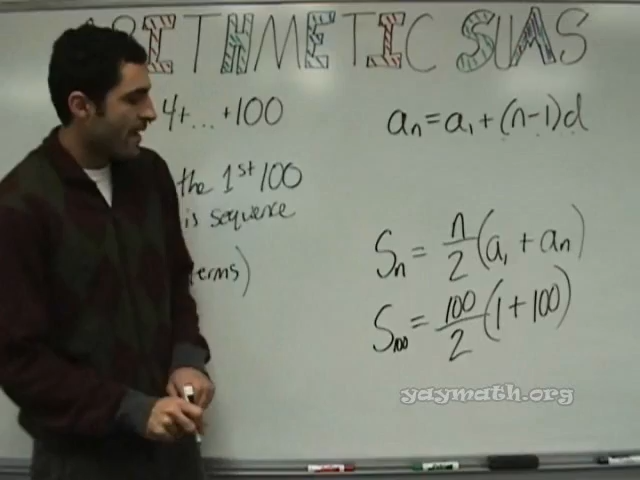 ARITHMETIC SUMS
4+...+100
the 1st 100
is sequence
terms)
aₙ=a₁+(n-1)d
Sₙ = n/2 (a₁ + aₙ)
S₁₀₀ = 100/2 (1+100)
yaymath.org